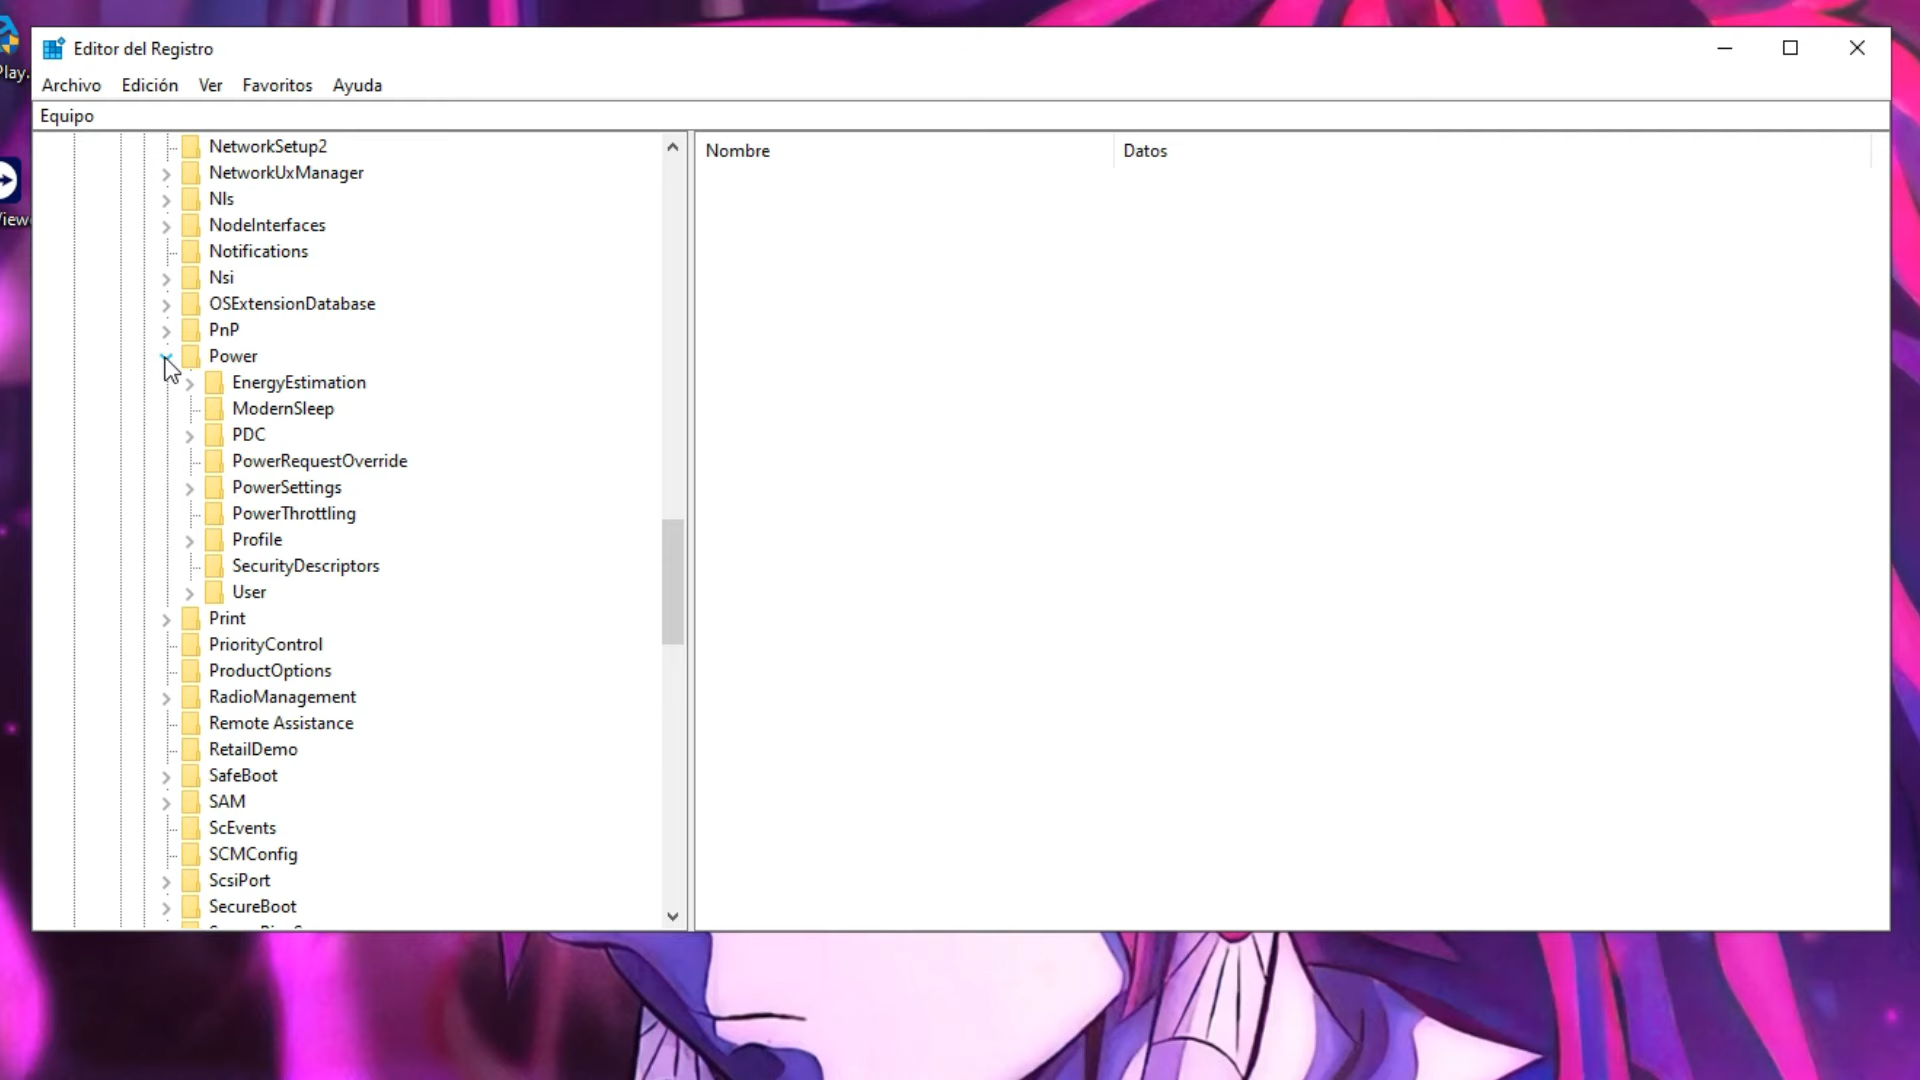 Play.
View
Editor del Registro
Archivo Edición Ver Favoritos Ayuda
Equipo
NetworkSetup2
NetworkUxManager
Nls
NodeInterfaces
Notifications
Nsi
OSExtensionDatabase
PnP
Power
EnergyEstimation
ModernSleep
PDC
PowerRequestOverride
PowerSettings
PowerThrottling
Profile
SecurityDescriptors
User
Print
PriorityControl
ProductOptions
RadioManagement
Remote Assistance
RetailDemo
SafeBoot
SAM
ScEvents
SCMConfig
ScsiPort
SecureBoot
Nombre Datos